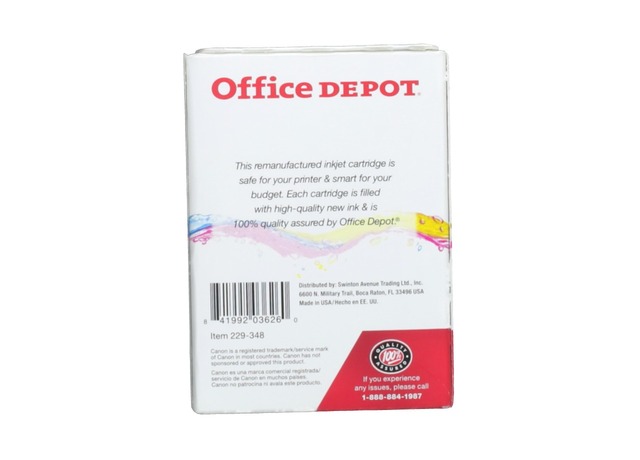 Office DEPOT.
This remanufactured inkjet cartridge is
safe for your printer & smart for your
budget. Each cartridge is filled
with high-quality new ink & is
100% quality assured by Office Depot.®
Distributed by: Swinton Avenue Trading Ltd., Inc.
6600 N. Military Trail, Boca Raton, FL 33496 USA
Made in USA/Hecho en EE. UU.
8 41992 03626 0
Item 229-348
Canon is a registered trademark/service mark
of Canon in most countries. Canon has not
sponsored or approved this product.
Canon es una marca comercial registrada/
servicio de Canon en muchos países.
Canon no patrocina ni avala este producto.
QUALITY
100%
ASSURED
If you experience
any issues, please call
1-888-884-1987